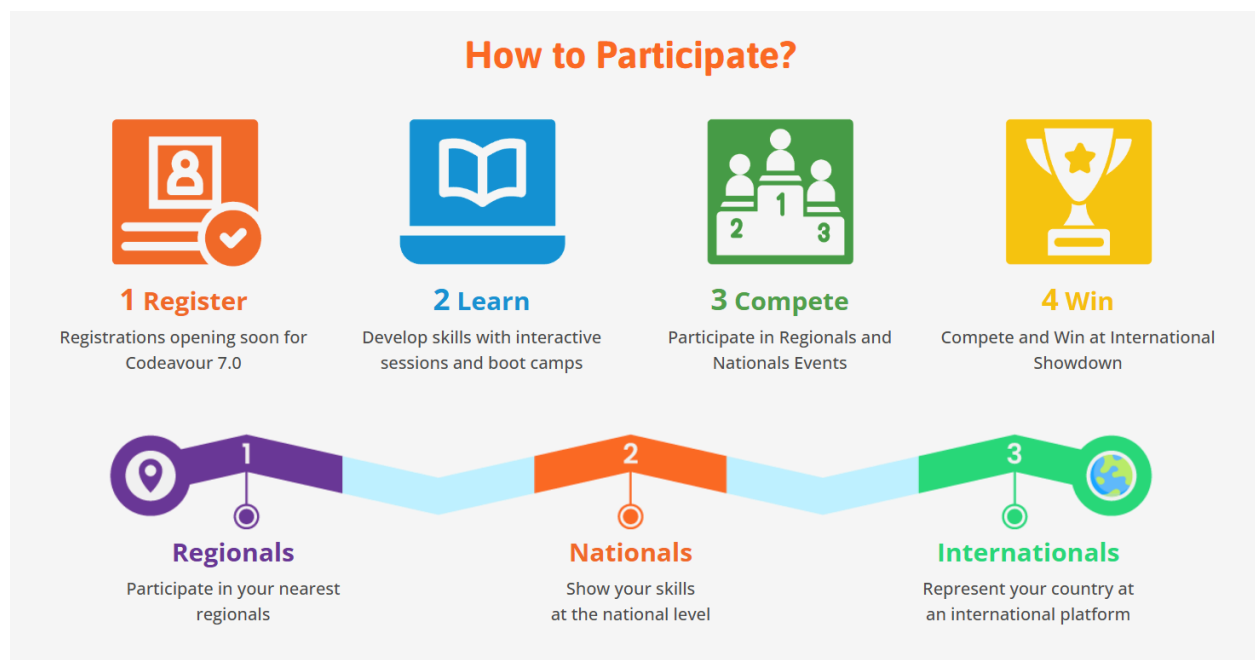 How to Participate?
2 1 3
1 Register
2 Learn
3 Compete
4 Win
Registrations opening soon for
Codeavour 7.0
Develop skills with interactive
sessions and boot camps
Participate in Regionals and
Nationals Events
Compete and Win at International
Showdown
1
2
3
Regionals
Nationals
Internationals
Participate in your nearest
regionals
Show your skills
at the national level
Represent your country at
an international platform